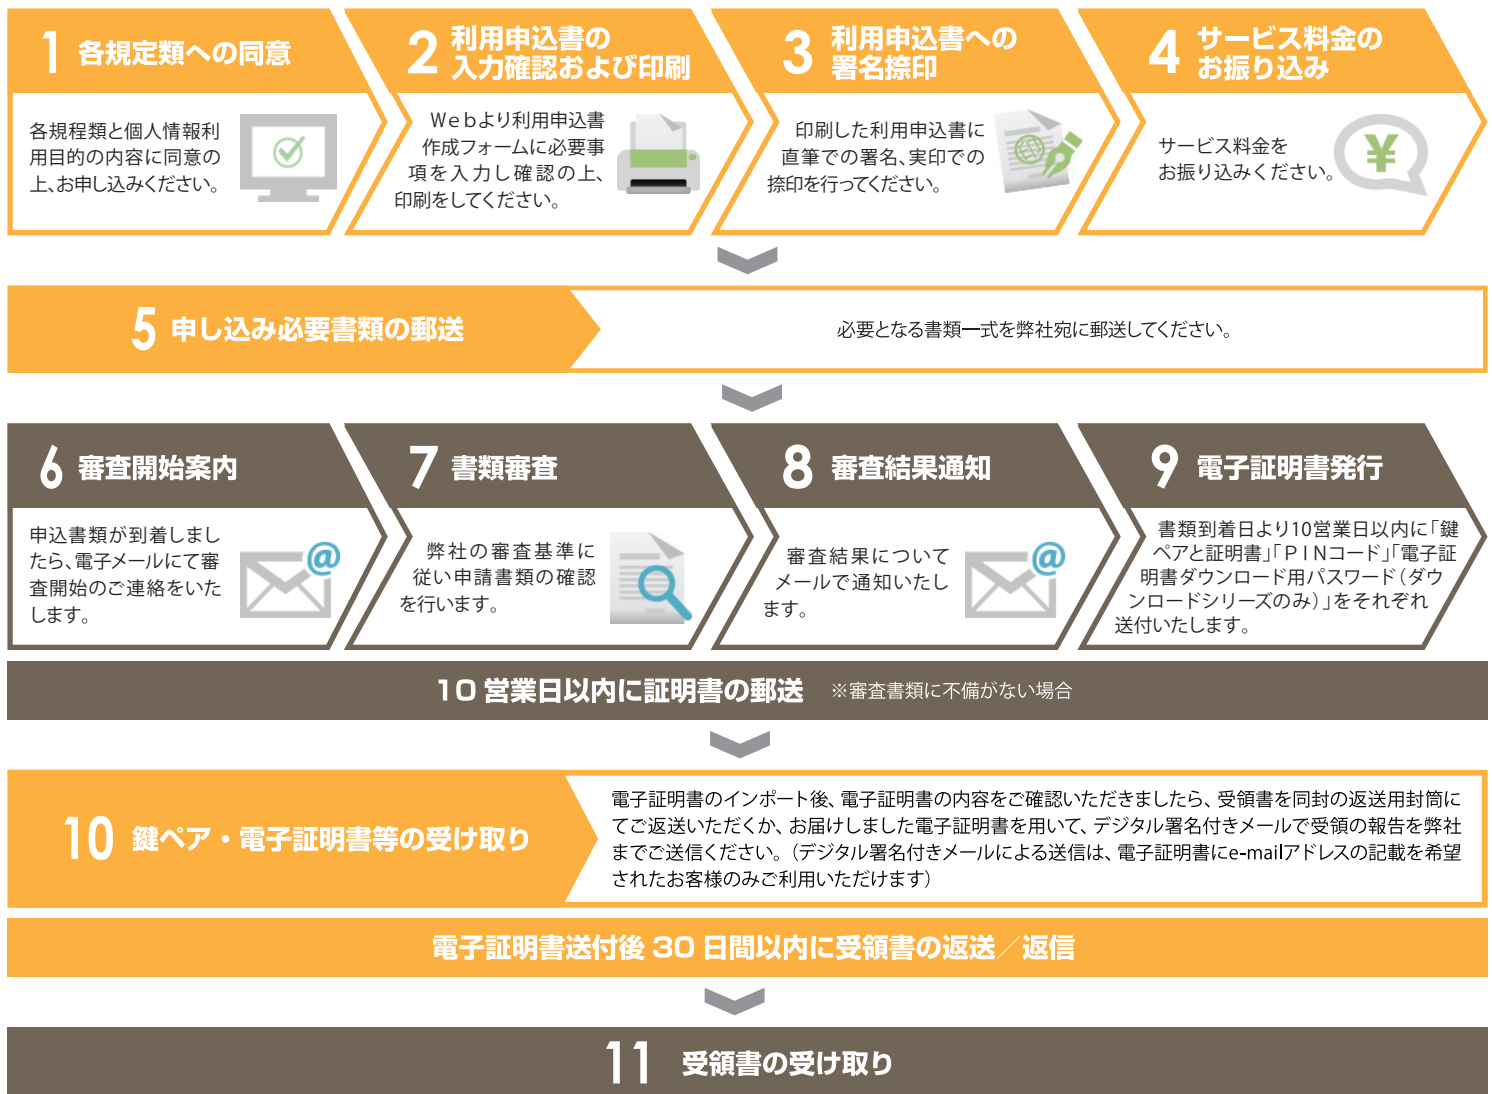 1 各規定類への同意
各規程類と個人情報利
用目的の内容に同意の
上、お申し込みください。
2 利用申込書の
入力確認および印刷
Webより利用申込書
作成フォームに必要事
項を入力し確認の上、
印刷をしてください。
3 利用申込書への
署名捺印
印刷した利用申込書に
直筆での署名、実印での
捺印を行ってください。
4 サービス料金の
お振り込み
サービス料金を
お振り込みください。
¥
5 申し込み必要書類の郵送
必要となる書類一式を弊社宛に郵送してください。
6 審査開始案内
申込書類が到着しまし
たら、電子メールにて審
査開始のご連絡をいた
します。
@
7 書類審査
弊社の審査基準に
従い申請書類の確認
を行います。
8 審査結果通知
審査結果について
メールで通知いたし
ます。
@
9 電子証明書発行
書類到着日より10営業日以内に「鍵
ペアと証明書」「PINコード」「電子証
明書ダウンロード用パスワード（ダウ
ンロードシリーズのみ）」をそれぞれ
送付いたします。
10 営業日以内に証明書の郵送 ※審査書類に不備がない場合
10 鍵ペア・電子証明書等の受け取り
電子証明書のインポート後、電子証明書の内容をご確認いただきましたら、受領書を同封の返送用封筒に
てご返送いただくか、お届けしました電子証明書を用いて、デジタル署名付きメールで受領の報告を弊社
までご送信ください。（デジタル署名付きメールによる送信は、電子証明書にe-mailアドレスの記載を希望
されたお客様のみご利用いただけます）
電子証明書送付後 30 日間以内に受領書の返送／返信
11 受領書の受け取り